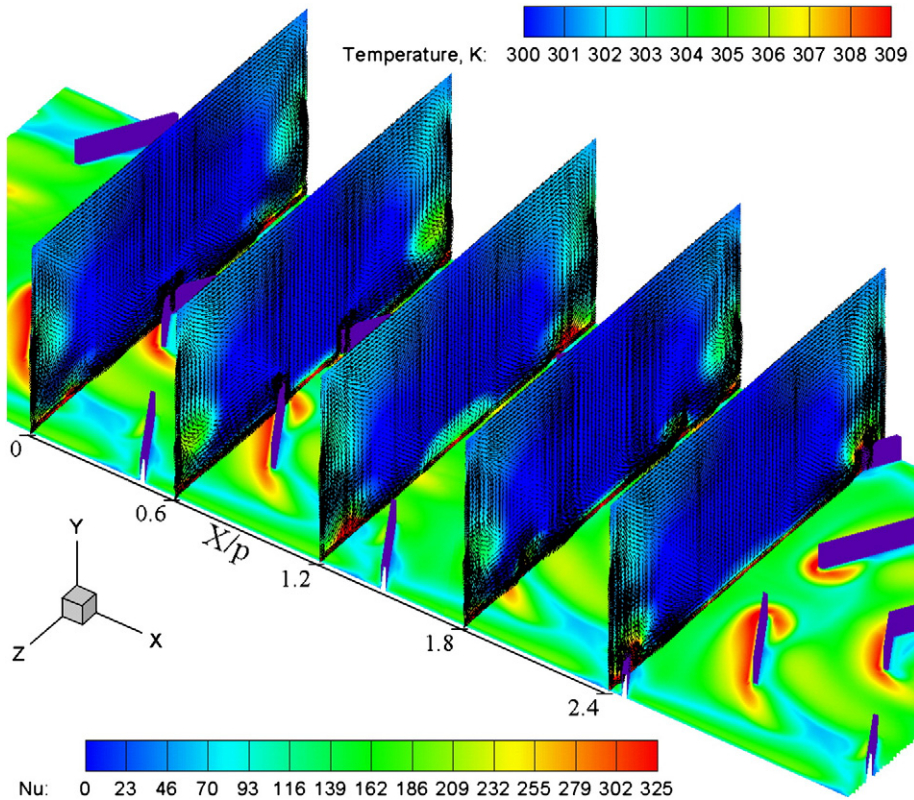 Temperature, K: 300 301 302 303 304 305 306 307 308 309
0
0.6
X/p
1.2
1.8
2.4
Y
Z
X
Nu: 0 23 46 70 93 116 139 162 186 209 232 255 279 302 325